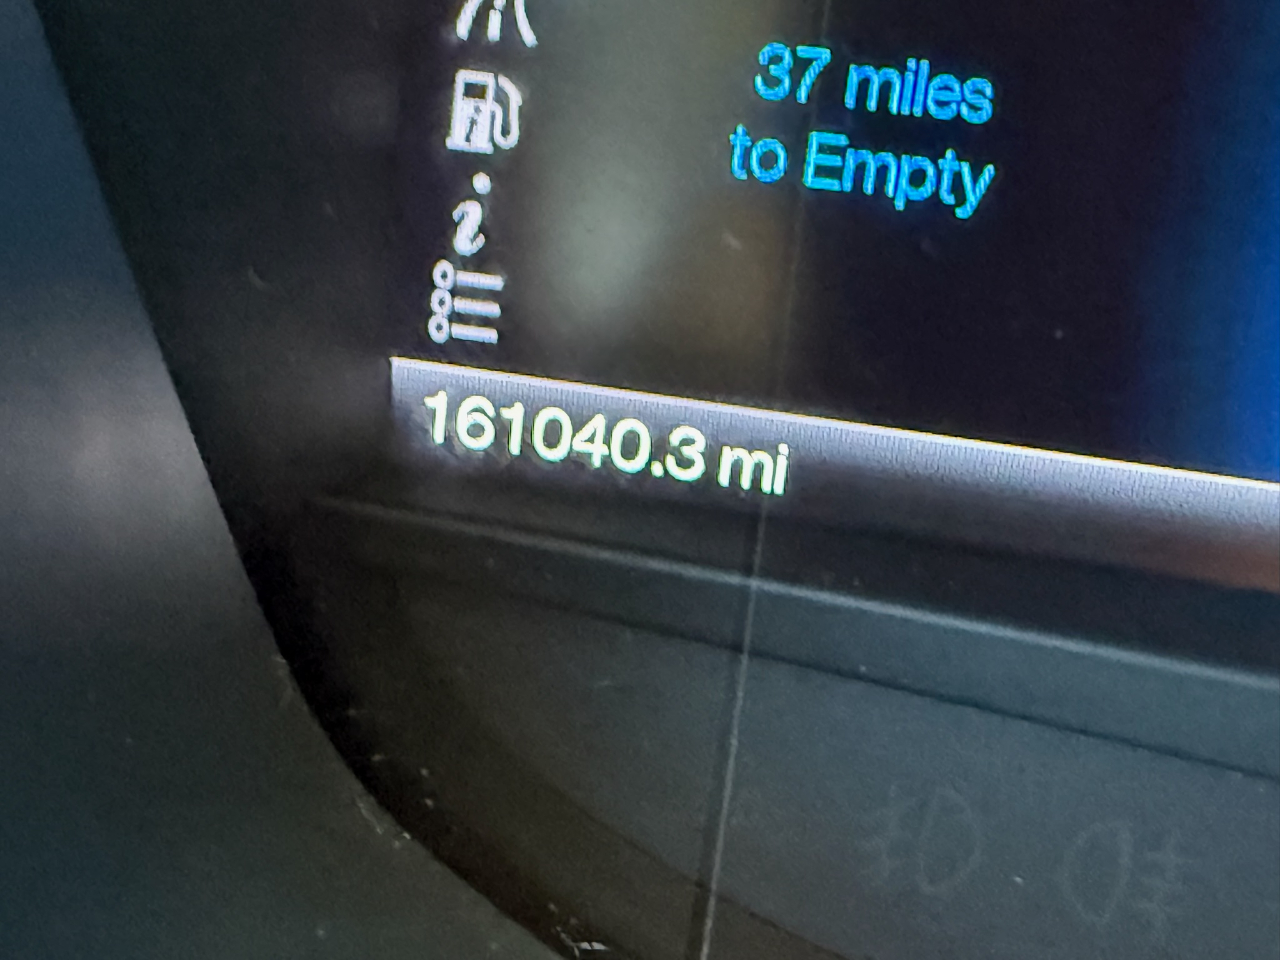 37 miles
to Empty
161040.3 mi